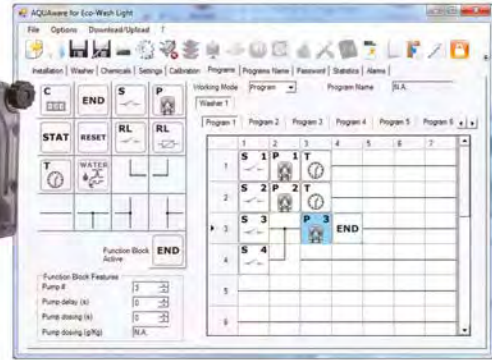 AQUAware for Eco-Wash Light
File Options Download/Upload ?
Installation Washer Chemicals Settings Calibration Programs Programs Name Password Statistics Alarms
Working Mode Program Program Name N.A.
Washer 1
Program 1 Program 2 Program 3 Program 4 Program 5 Program 6
C END S P
STAT RESET RL RL
T WATER
Function Block Active END
Function Block Features
Pump # 3
Pump delay (s) 0
Pump dosing (s) 0
Pump dosing (g/Kg) N.A.
1 2 3 4 5 6 7
1 S 1 P 1 T
2 S 2 P 2 T
3 S 3 P 3 END
4 S 4
5
6